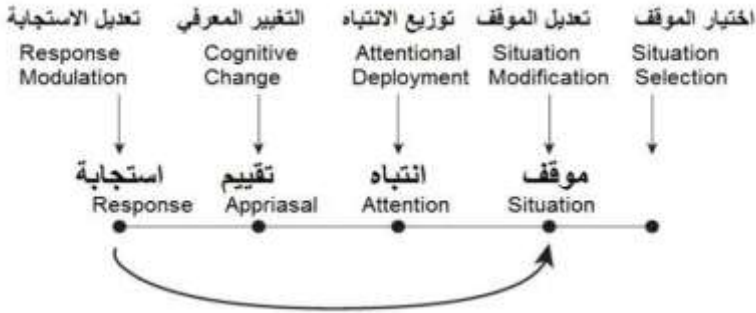 اختيار الموقف
Situation
Selection
تعديل الموقف
Situation
Modification
توزيع الانتباه
Attentional
Deployment
التغيير المعرفي
Cognitive
Change
تعديل الاستجابة
Response
Modulation
موقف
Situation
انتباه
Attention
تقييم
Appriasal
استجابة
Response